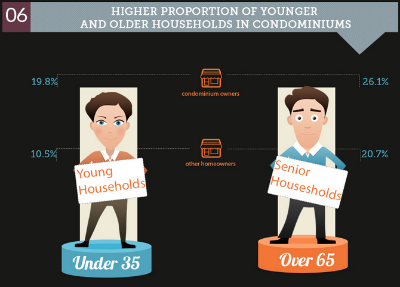 06
HIGHER PROPORTION OF YOUNGER
AND OLDER HOUSEHOLDS IN CONDOMINIUMS
19.8%
condominium owners
26.1%
10.5%
other homeowners
20.7%
Young
Households
Senior
Housesholds
Under 35
Over 65